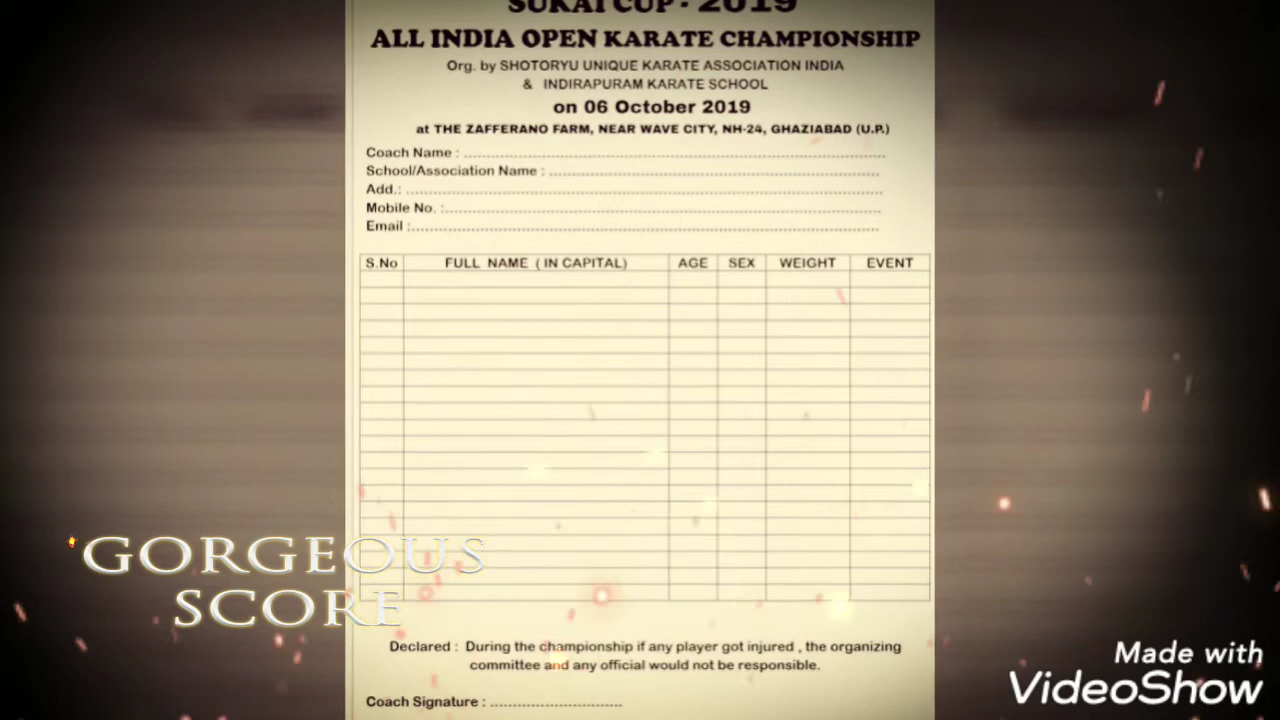 SUKAI CUP - 2019
ALL INDIA OPEN KARATE CHAMPIONSHIP
Org. by SHOTORYU UNIQUE KARATE ASSOCIATION INDIA
& INDIRAPURAM KARATE SCHOOL
on 06 October 2019
at THE ZAFFERANO FARM, NEAR WAVE CITY, NH-24, GHAZIABAD (U.P.)
Coach Name :
School/Association Name :
Add.:
Mobile No. :
Email :
S.No FULL NAME ( IN CAPITAL) AGE SEX WEIGHT EVENT
GORGEOUS
SCORE
Declared : During the championship if any player got injured , the organizing
committee and any official would not be responsible.
Coach Signature :
Made with
VideoShow